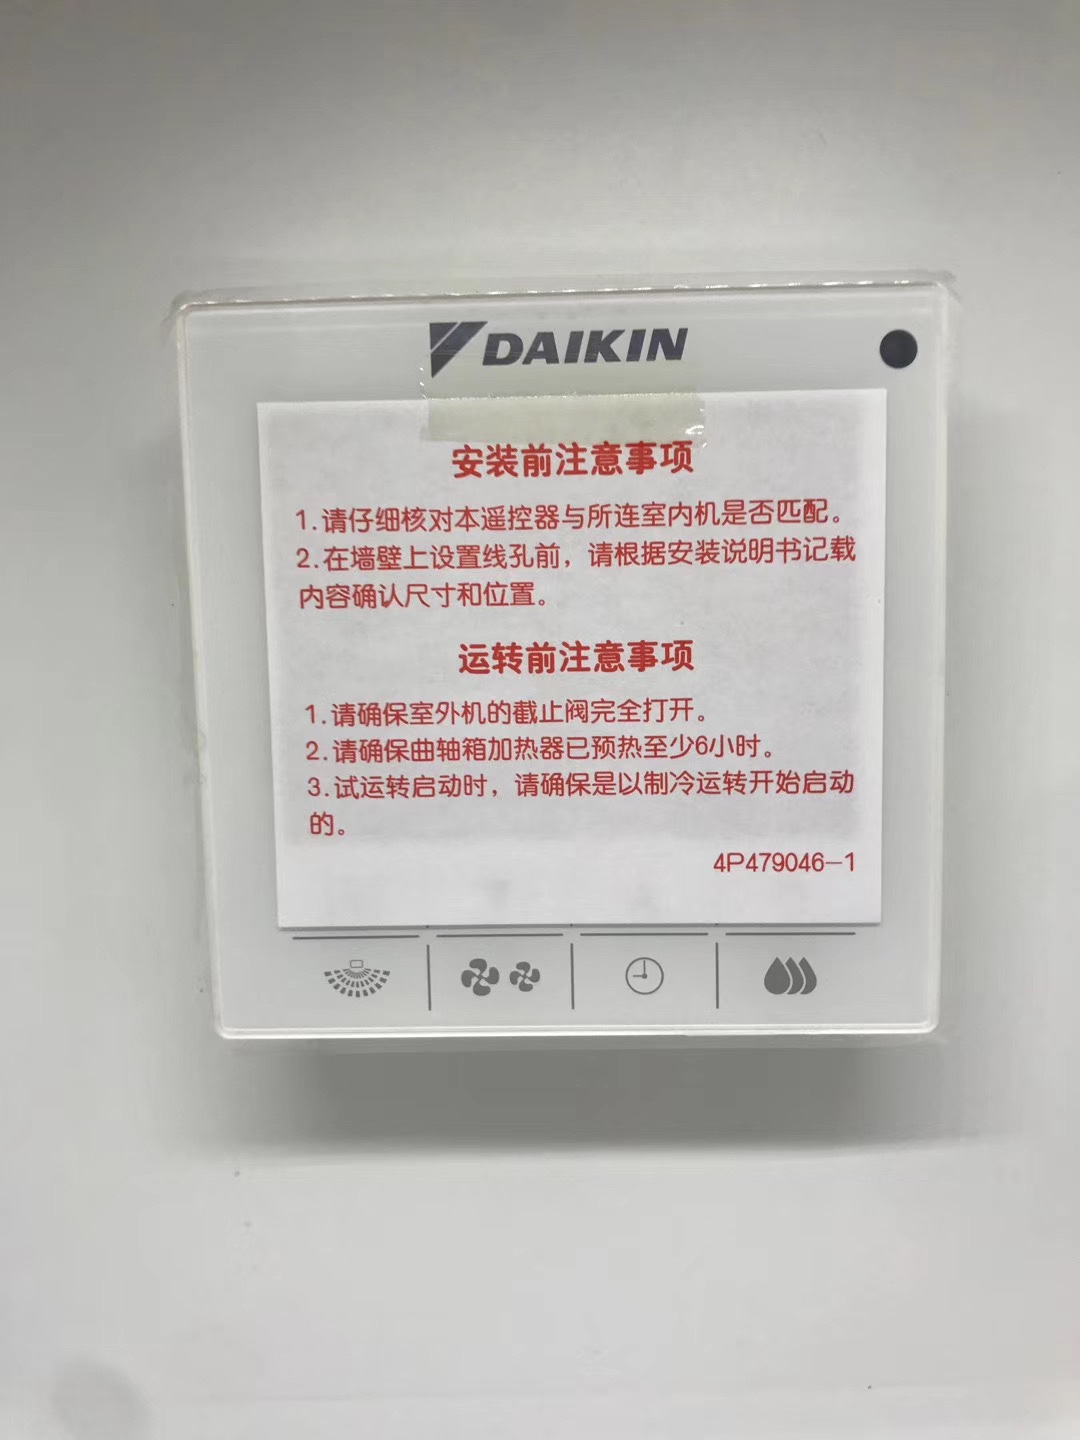 DAIKIN
安装前注意事项
1.请仔细核对本遥控器与所连室内机是否匹配。
2.在墙壁上设置线孔前，请根据安装说明书记载
内容确认尺寸和位置。
运转前注意事项
1.请确保室外机的截止阀完全打开。
2.请确保曲轴箱加热器已预热至少6小时。
3.试运转启动时，请确保是以制冷运转开始启动
的。
4P479046-1